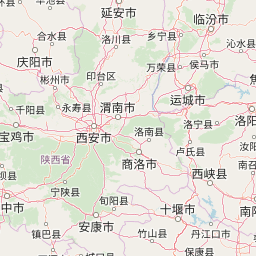 延安市
临汾市
合水县
洛川县
乡宁县
沁水县
庆阳市
万荣县
侯马市
彬州市
印台区
运城市
千阳县
永寿县
渭南市
洛宁县
宝鸡市
西安市
洛南县
卢氏县
陕西省
商洛市
西峡县
宁陕县
旬阳县
十堰市
安康市
镇巴县
竹山县
丹江口市
保康县